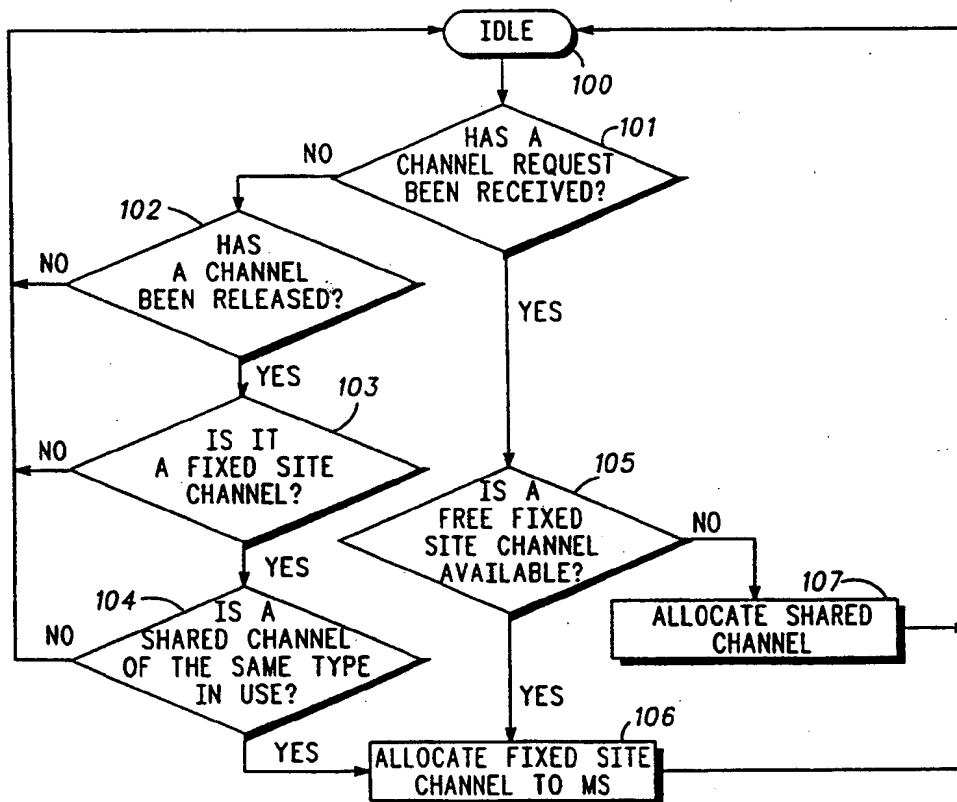 IDLE
100
HAS A
CHANNEL REQUEST
BEEN RECEIVED?
101
NO
YES
102
HAS
A CHANNEL
BEEN RELEASED?
NO
YES
103
IS IT
A FIXED SITE
CHANNEL?
NO
YES
104
IS A
SHARED CHANNEL
OF THE SAME TYPE
IN USE?
NO
YES
105
IS A
FREE FIXED
SITE CHANNEL
AVAILABLE?
NO
YES
107
ALLOCATE SHARED
CHANNEL
106
ALLOCATE FIXED SITE
CHANNEL TO MS